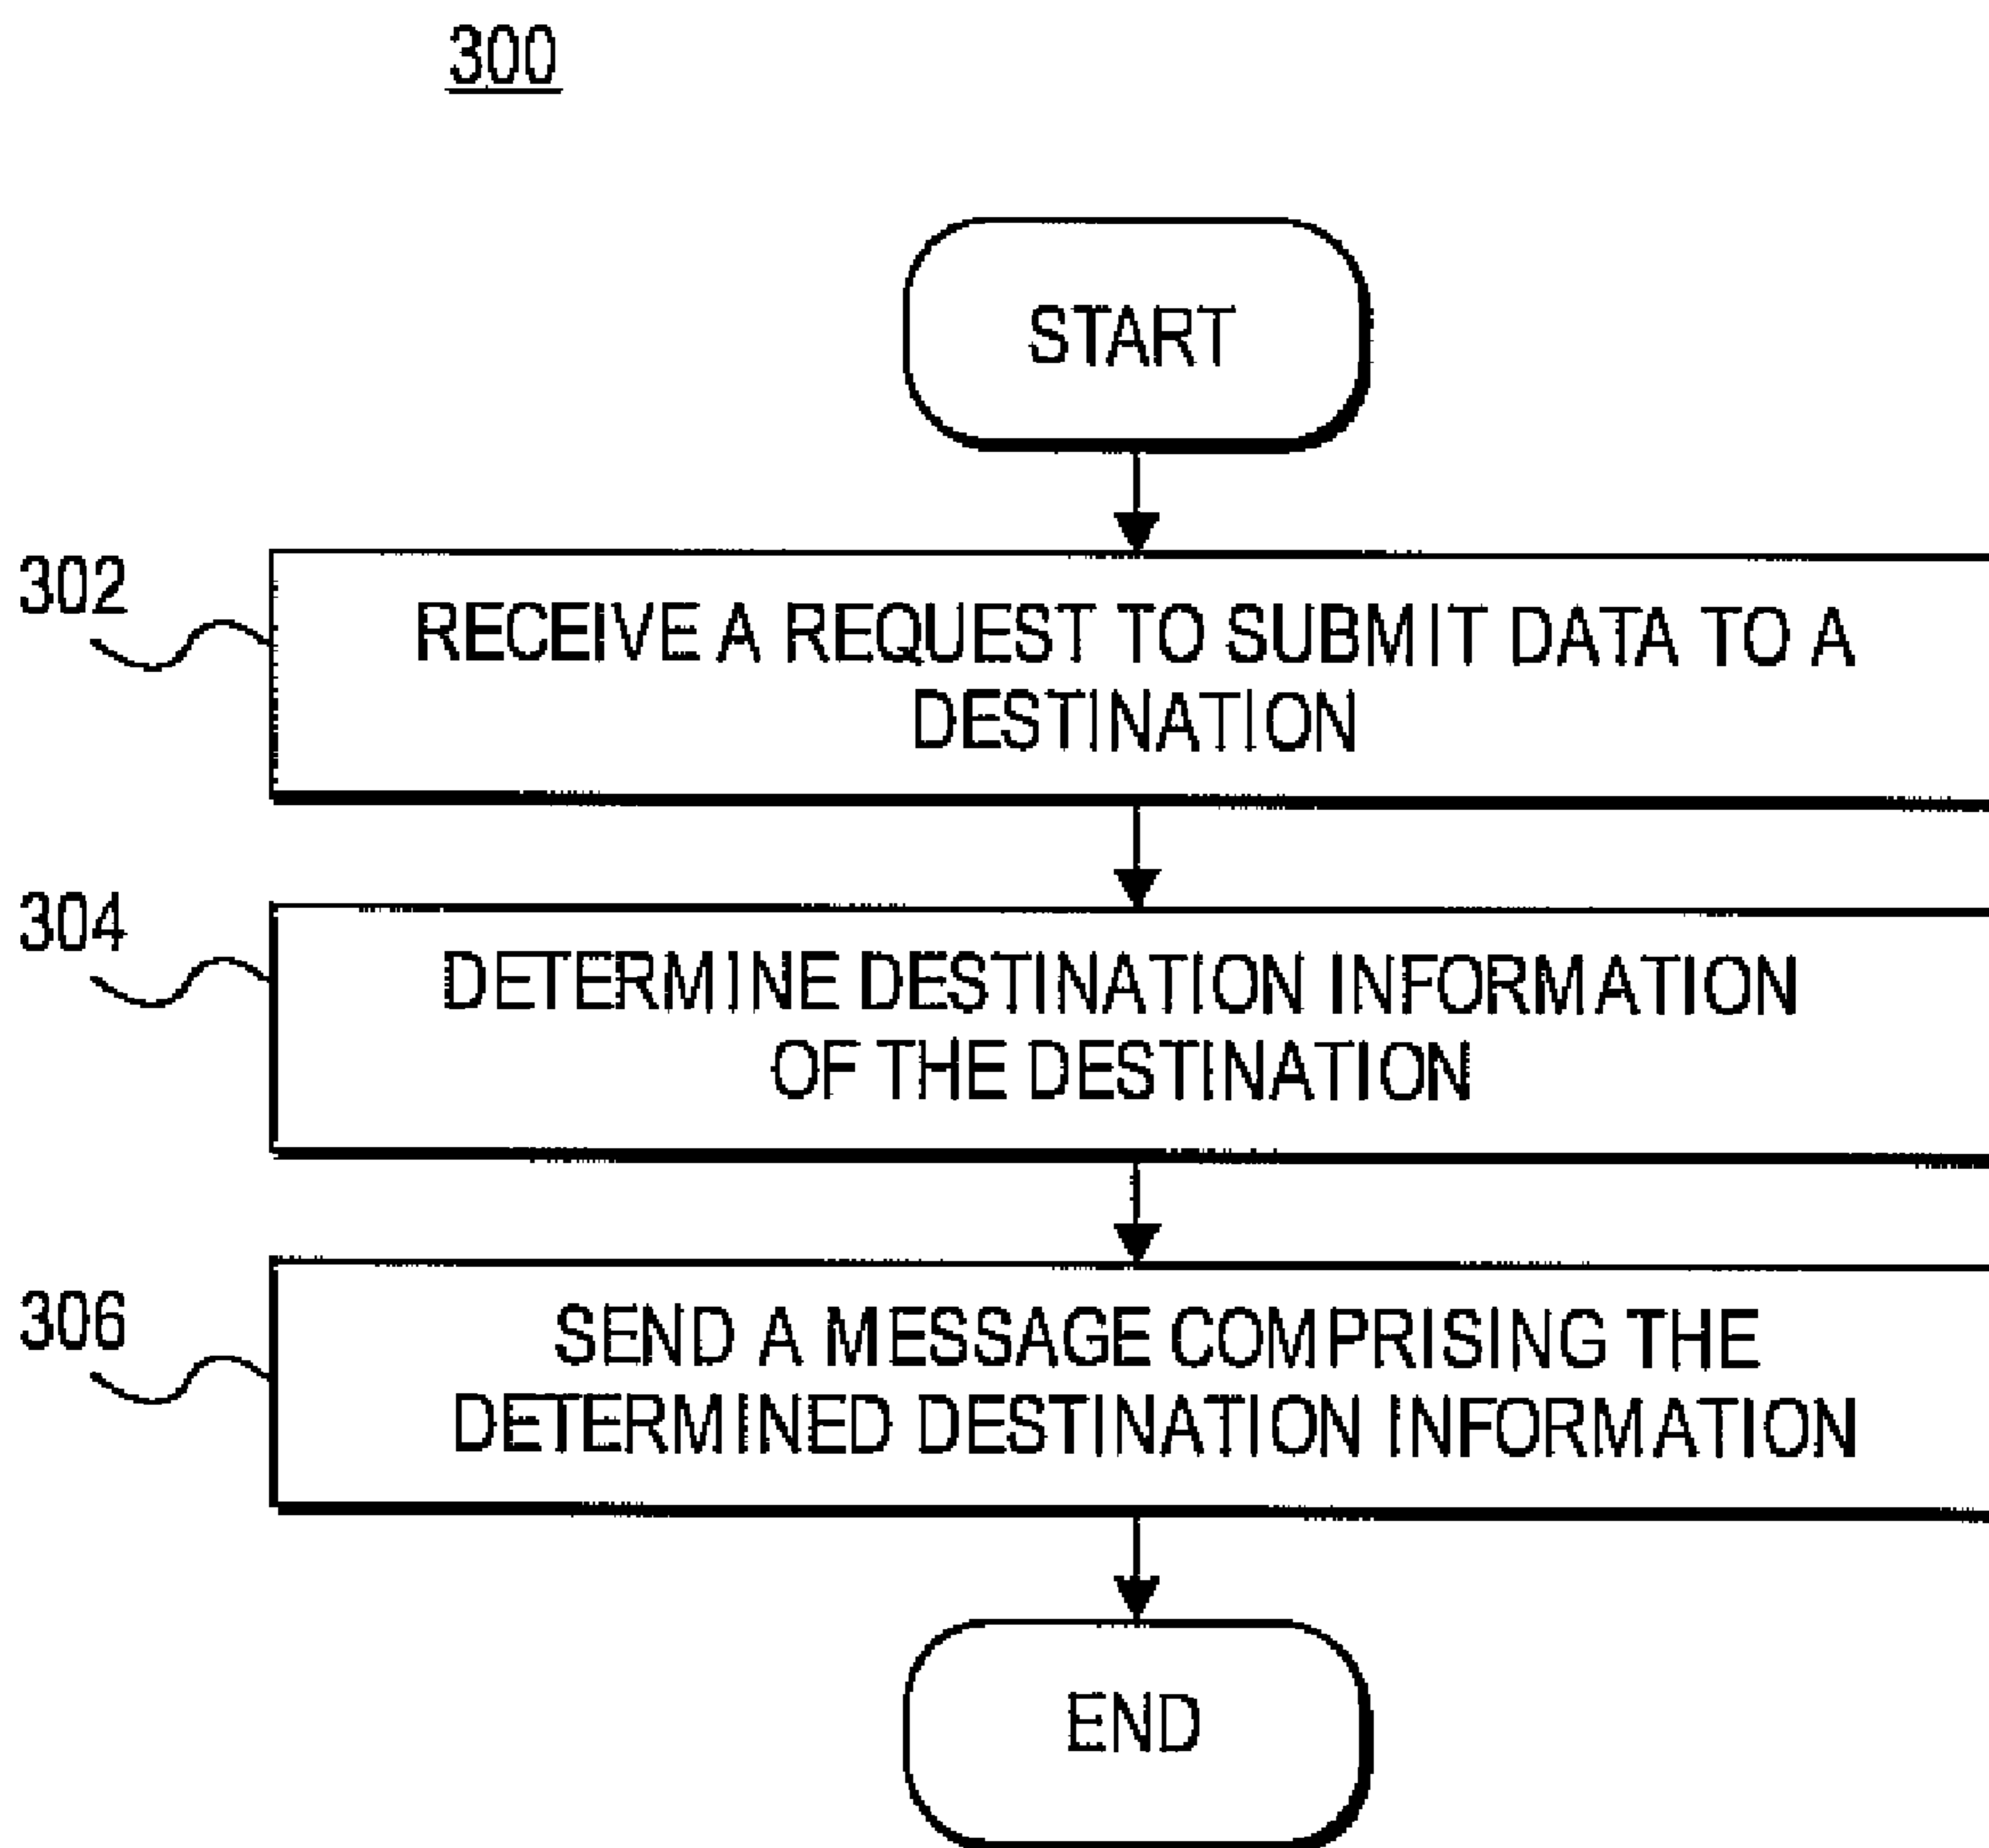 300
START
302
RECEIVE A REQUEST TO SUBMIT DATA TO A
DESTINATION
304
DETERMINE DESTINATION INFORMATION
OF THE DESTINATION
306
SEND A MESSAGE COMPRISING THE
DETERMINED DESTINATION INFORMATION
END